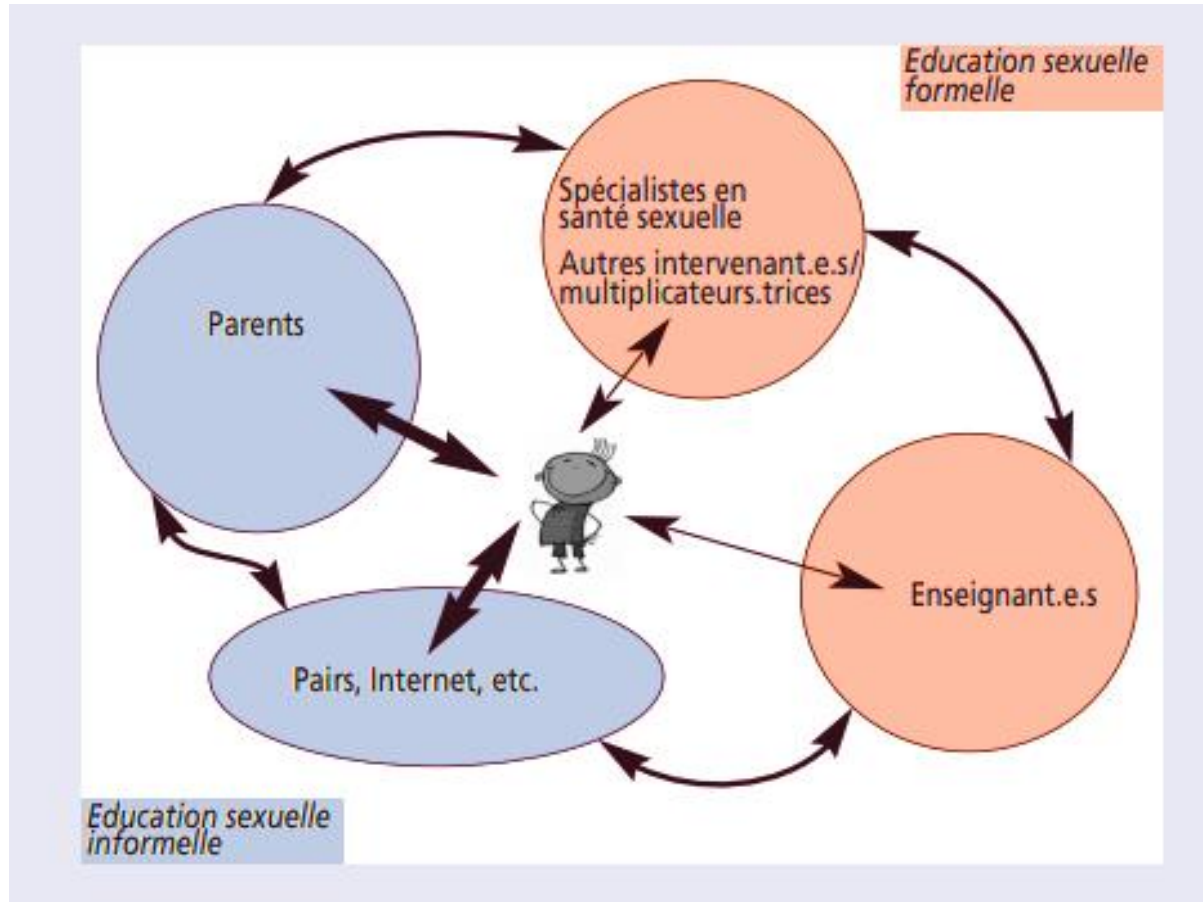 Education sexuelle
formelle
Spécialistes en
santé sexuelle
Autres intervenant.e.s/
multiplicateurs.trices
Parents
Enseignant.e.s
Pairs, Internet, etc.
Education sexuelle
informelle